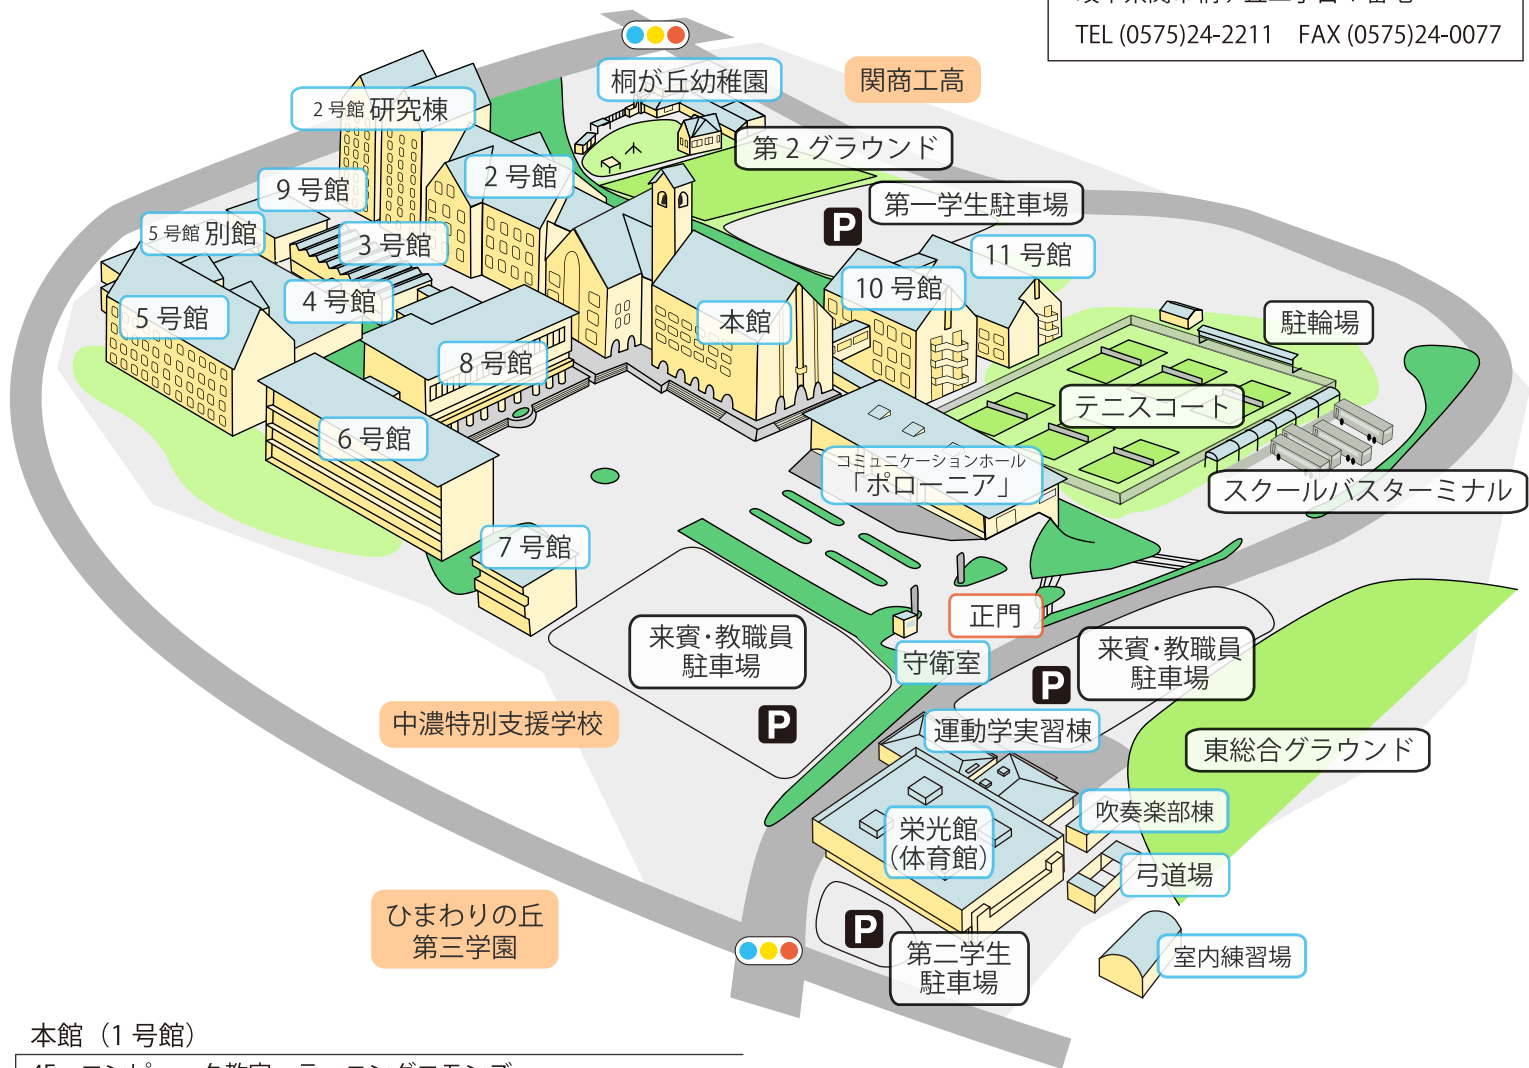 TEL (0575)24-2211　FAX (0575)24-0077
桐が丘幼稚園
関商工高
2号館 研究棟
第2グラウンド
2号館
9号館
第一学生駐車場
P
5号館 別館
3号館
11号館
10号館
4号館
5号館
本館
駐輪場
8号館
テニスコート
6号館
コミュニケーションホール
「ポローニア」
スクールバスターミナル
7号館
正門
来賓・教職員
駐車場
P
守衛室
来賓・教職員
駐車場
P
中濃特別支援学校
運動学実習棟
東総合グラウンド
吹奏楽部棟
栄光館
（体育館）
弓道場
ひまわりの丘
第三学園
P
第二学生
駐車場
室内練習場
本館（1号館）